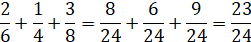 2/6 + 1/4 + 3/8 = 8/24 + 6/24 + 9/24 = 23/24